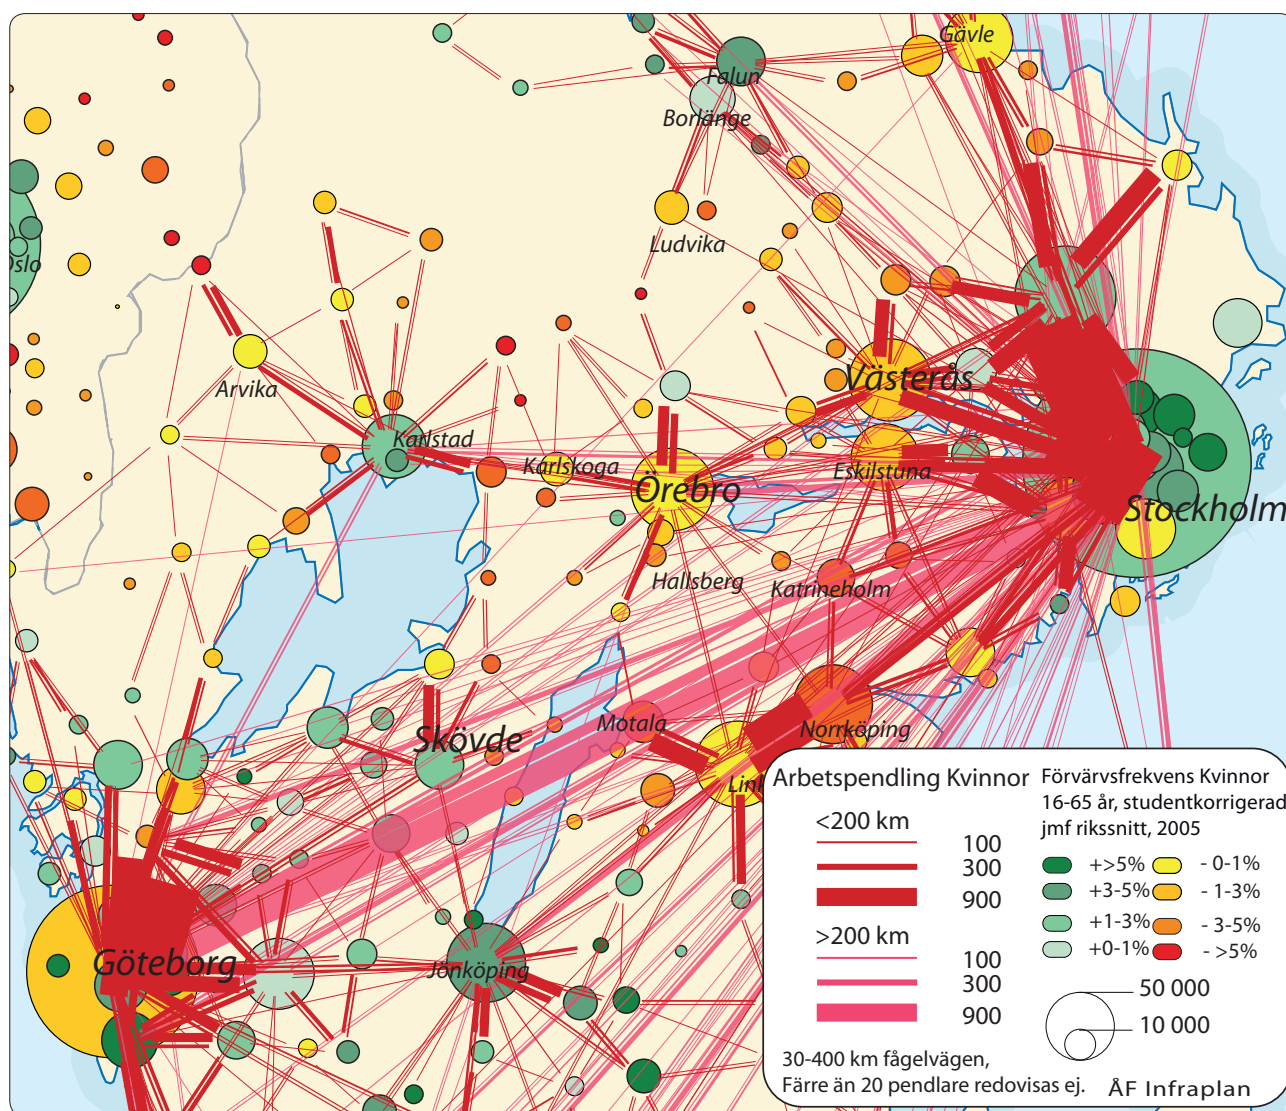 Gävle
Falun
Borlänge
Ludvika
Oslo
Arvika
Västerås
Karlstad
Karlskoga
Örebro
Eskilstuna
Stockholm
Hallsberg
Katrineholm
Motala
Norrköping
Skövde
Link
Göteborg
Jönköping
Arbetspendling Kvinnor
<200 km
100
300
900
>200 km
100
300
900
30-400 km fågelvägen,
Färre än 20 pendlare redovisas ej.
Förvärvsfrekvens Kvinnor
16-65 år, studentkorrigerad
jmf rikssnitt, 2005
+>5% - 0-1%
+3-5% - 1-3%
+1-3% - 3-5%
+0-1% - >5%
50 000
10 000
ÅF Infraplan